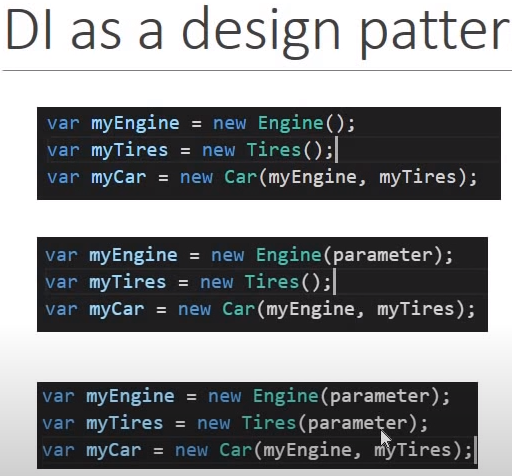 DI as a design patter
var myEngine = new Engine();
var myTires = new Tires();
var myCar = new Car(myEngine, myTires);
var myEngine = new Engine(parameter);
var myTires = new Tires();
var myCar = new Car(myEngine, myTires);
var myEngine = new Engine(parameter);
var myTires = new Tires(parameter);
var myCar = new Car(myEngine, myTires);